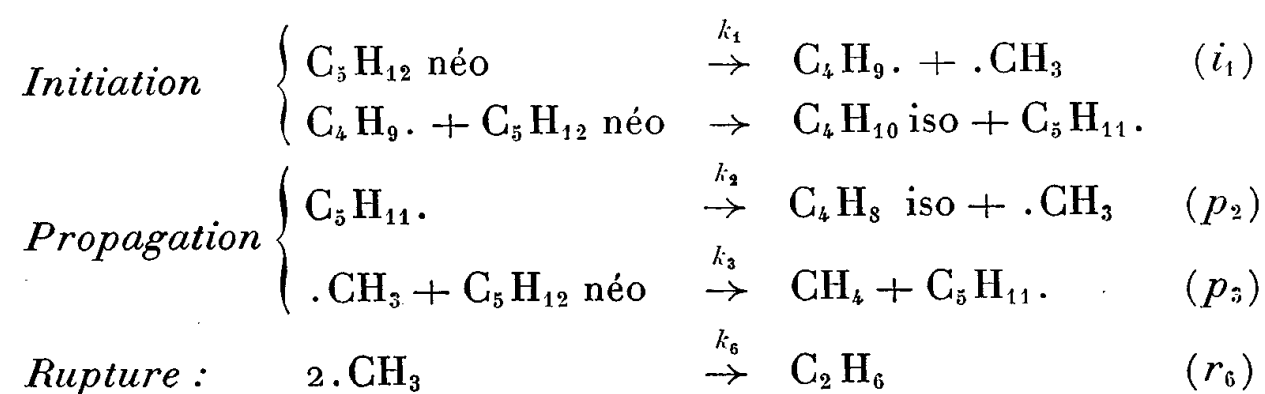 Initiation { C₅H₁₂ néo →k₁ C₄H₉. + .CH₃ (i₁)
C₄H₉. + C₅H₁₂ néo → C₄H₁₀ iso + C₅H₁₁.
Propagation { C₅H₁₁. →k₂ C₄H₈ iso + .CH₃ (p₂)
.CH₃ + C₅H₁₂ néo →k₃ CH₄ + C₅H₁₁. (p₃)
Rupture : 2.CH₃ →k₆ C₂H₆ (r₆)